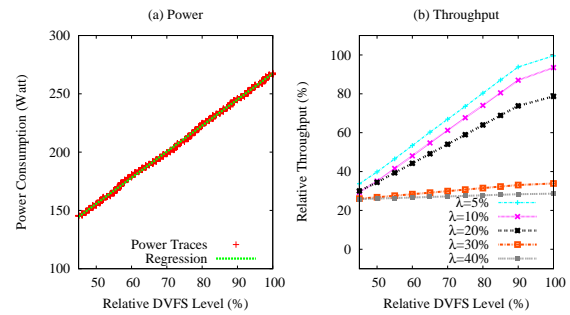 (a) Power
300
250
200
150
100
50 60 70 80 90 100
Power Consumption (Watt)
Relative DVFS Level (%)
Power Traces
Regression
(b) Throughput
100
80
60
40
20
0
50 60 70 80 90 100
Relative Throughput (%)
Relative DVFS Level (%)
λ=5%
λ=10%
λ=20%
λ=30%
λ=40%